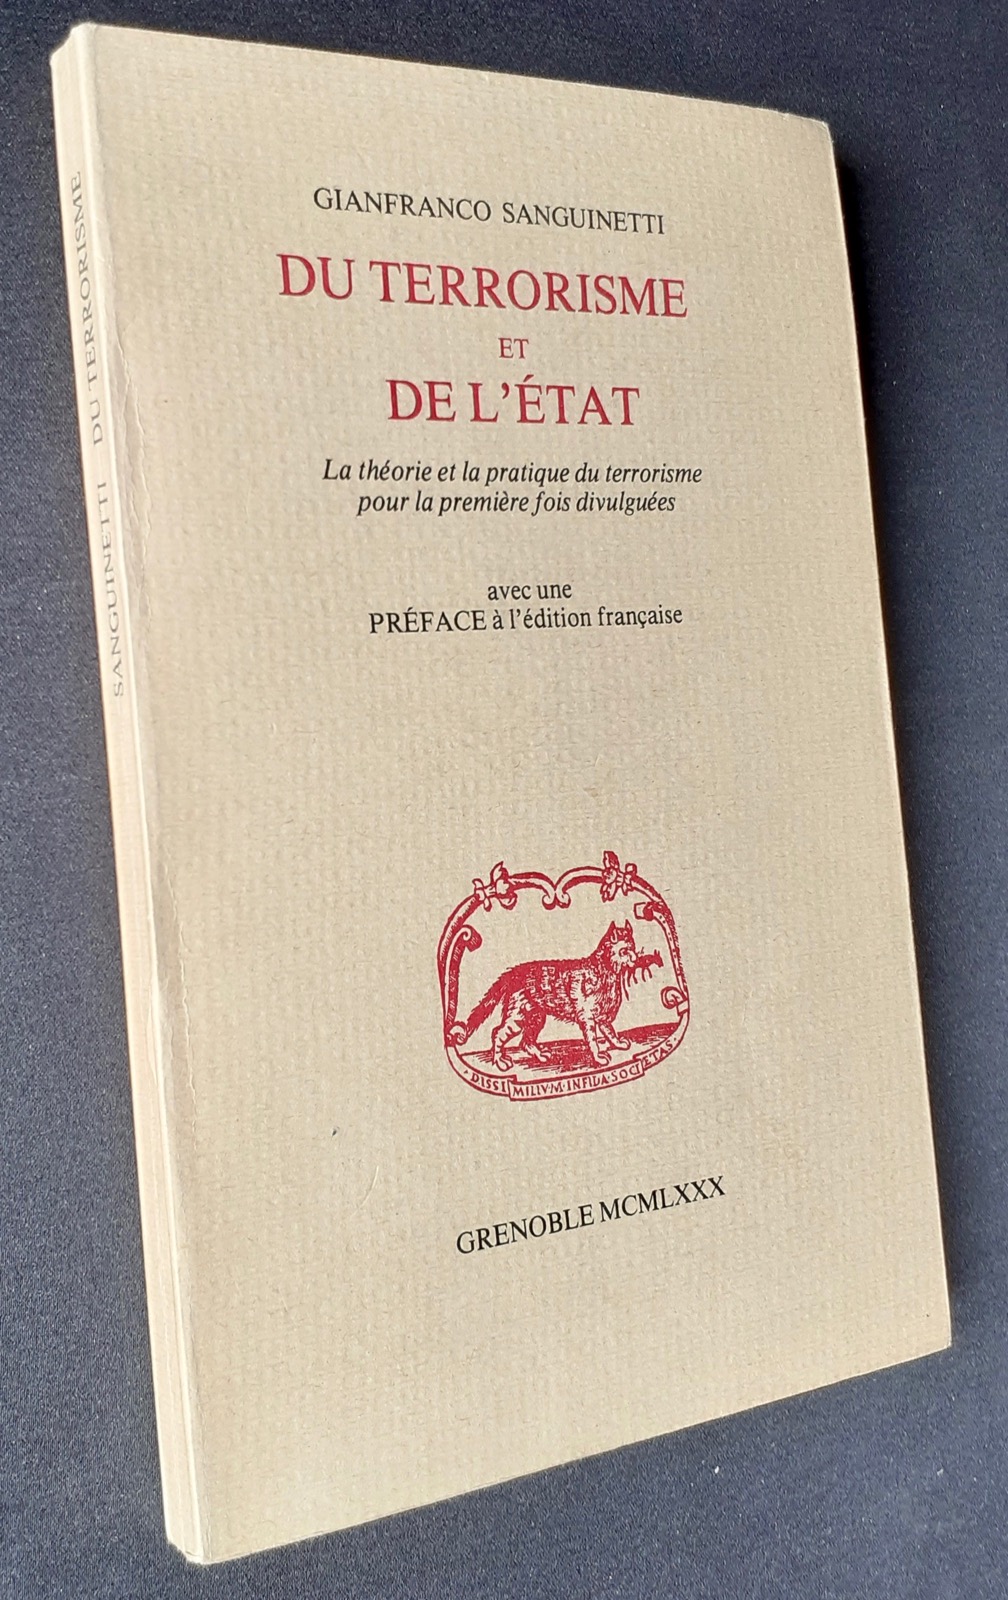 GIANFRANCO SANGUINETTI
DU TERRORISME
ET
DE L'ÉTAT
La théorie et la pratique du terrorisme
pour la première fois divulguées
avec une
PRÉFACE à l'édition française
DISSIMILIVM·INFIDA·SOCIETAS·
GRENOBLE MCMLXXX
SANGUINETTI DU TERRORISME